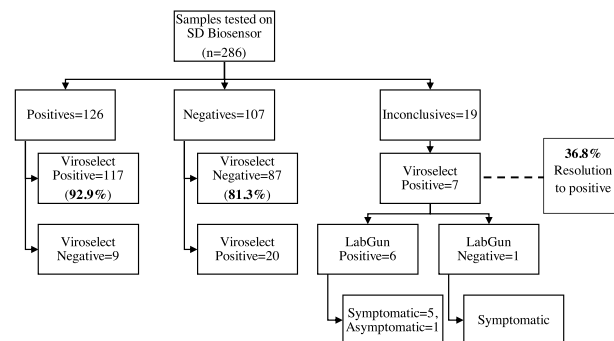 Samples tested on
SD Biosensor
(n=286)
Positives=126
Negatives=107
Inconclusives=19
Viroselect
Positive=117
(92.9%)
Viroselect
Negative=87
(81.3%)
Viroselect
Positive=7
36.8%
Resolution
to positive
Viroselect
Negative=9
Viroselect
Positive=20
LabGun
Positive=6
LabGun
Negative=1
Symptomatic=5,
Asymptomatic=1
Symptomatic